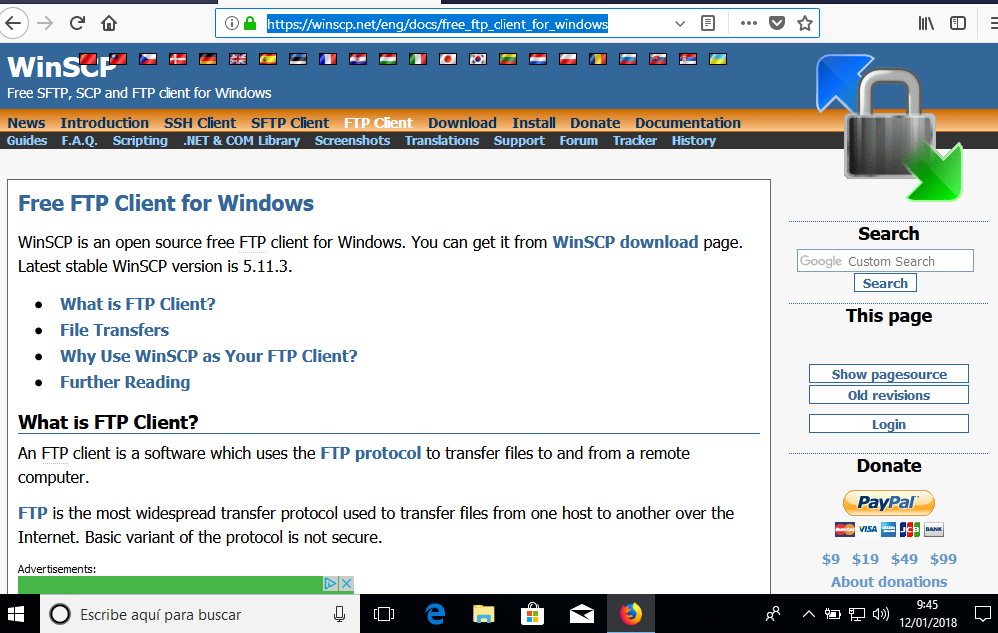 https://winscp.net/eng/docs/free_ftp_client_for_windows
WinSCP
Free SFTP, SCP and FTP client for Windows
News Introduction SSH Client SFTP Client FTP Client Download Install Donate Documentation
Guides F.A.Q. Scripting .NET & COM Library Screenshots Translations Support Forum Tracker History
Free FTP Client for Windows
WinSCP is an open source free FTP client for Windows. You can get it from WinSCP download page.
Latest stable WinSCP version is 5.11.3.
• What is FTP Client?
• File Transfers
• Why Use WinSCP as Your FTP Client?
• Further Reading
What is FTP Client?
An FTP client is a software which uses the FTP protocol to transfer files to and from a remote
computer.
FTP is the most widespread transfer protocol used to transfer files from one host to another over the
Internet. Basic variant of the protocol is not secure.
Advertisements:
Search
Google Custom Search
Search
This page
Show pagesource
Old revisions
Login
Donate
PayPal
MasterCard VISA JCB BANK
$9 $19 $49 $99
About donations
Escribe aquí para buscar
9:45
12/01/2018